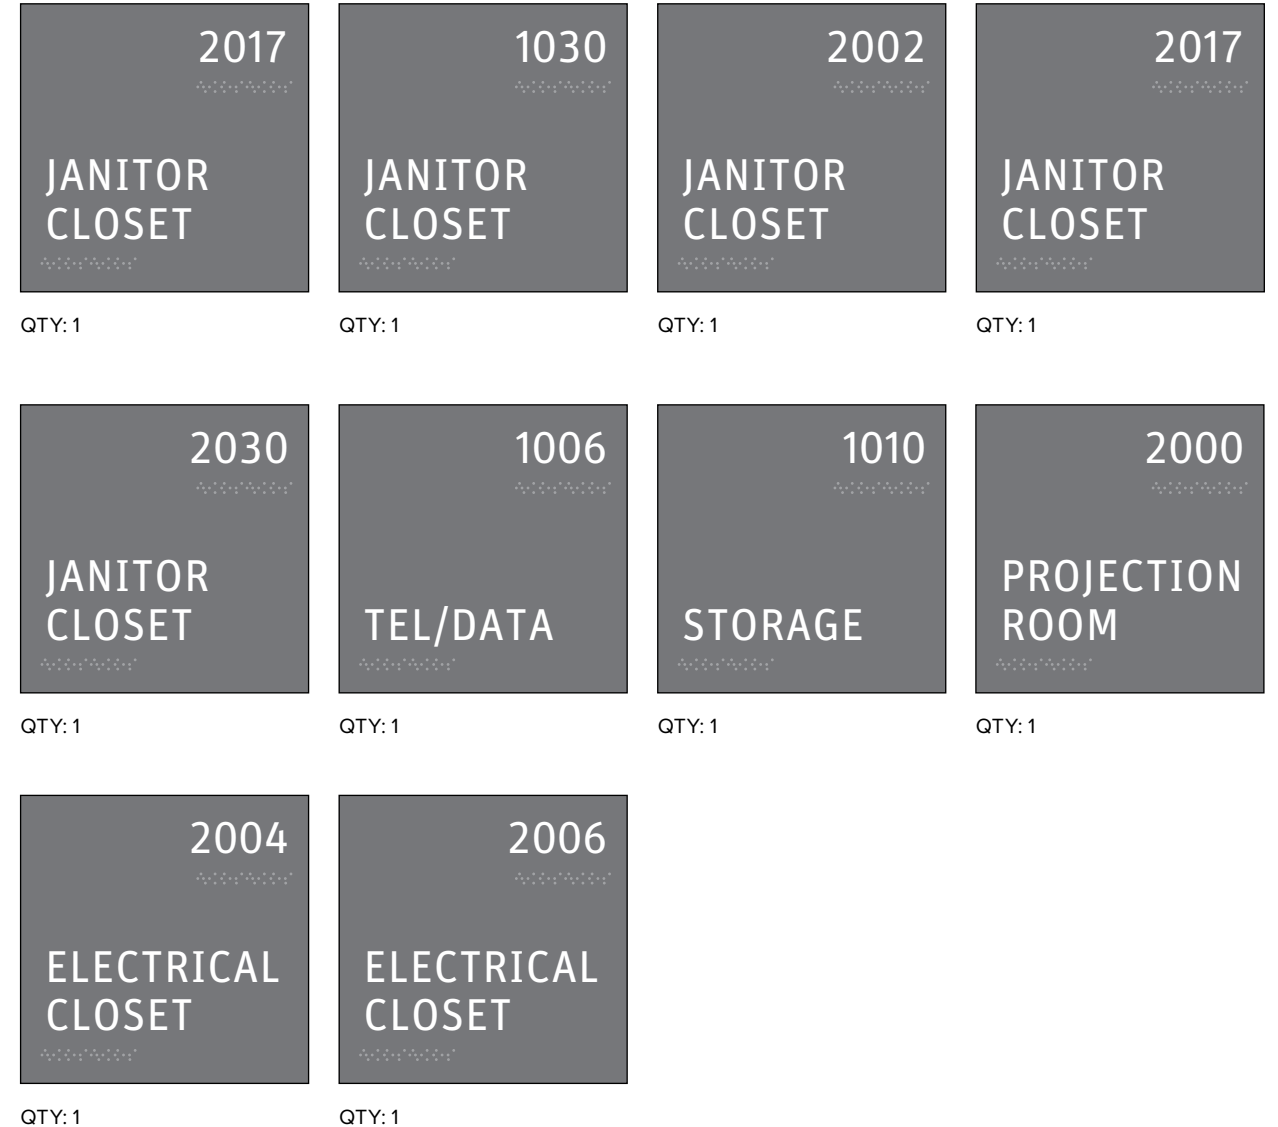 2017
JANITOR
CLOSET
QTY: 1
1030
JANITOR
CLOSET
QTY: 1
2002
JANITOR
CLOSET
QTY: 1
2017
JANITOR
CLOSET
QTY: 1
2030
JANITOR
CLOSET
QTY: 1
1006
TEL/DATA
QTY: 1
1010
STORAGE
QTY: 1
2000
PROJECTION
ROOM
QTY: 1
2004
ELECTRICAL
CLOSET
QTY: 1
2006
ELECTRICAL
CLOSET
QTY: 1